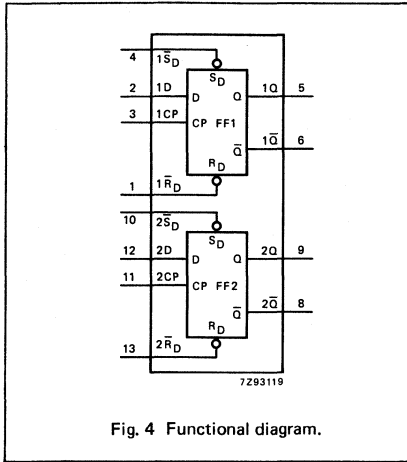 4 1S̅D
SD
2 1D D Q 1Q 5
3 1CP CP FF1
Q̅ 1Q̅ 6
RD
1 1R̅D
10 2S̅D
SD
12 2D D Q 2Q 9
11 2CP CP FF2
Q̅ 2Q̅ 8
RD
13 2R̅D
7Z93119
Fig. 4 Functional diagram.